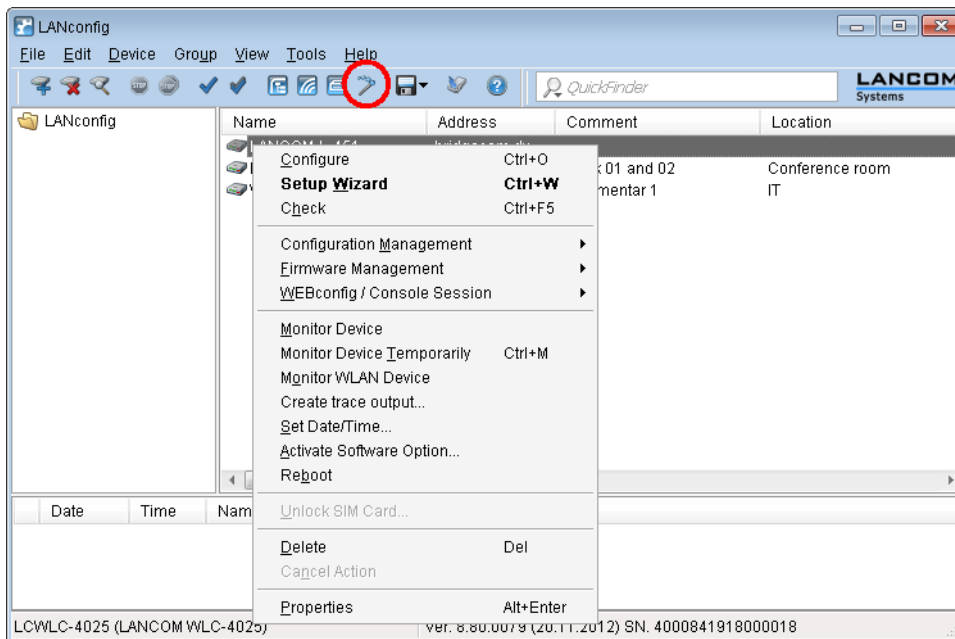 LANconfig
File Edit Device Group View Tools Help
QuickFinder
LANCOM
Systems
LANconfig
Name Address Comment Location
01 and 02 Conference room
mentar 1 IT
Configure Ctrl+O
Setup Wizard Ctrl+W
Check Ctrl+F5
Configuration Management
Firmware Management
WEBconfig / Console Session
Monitor Device
Monitor Device Temporarily Ctrl+M
Monitor WLAN Device
Create trace output...
Set Date/Time...
Activate Software Option...
Reboot
Date Time Nam
Unlock SIM Card...
Delete Del
Cancel Action
Properties Alt+Enter
LCWLC-4025 (LANCOM WLC-4025) Ver. 8.80.0079 (20.11.2012) SN. 4000841918000018